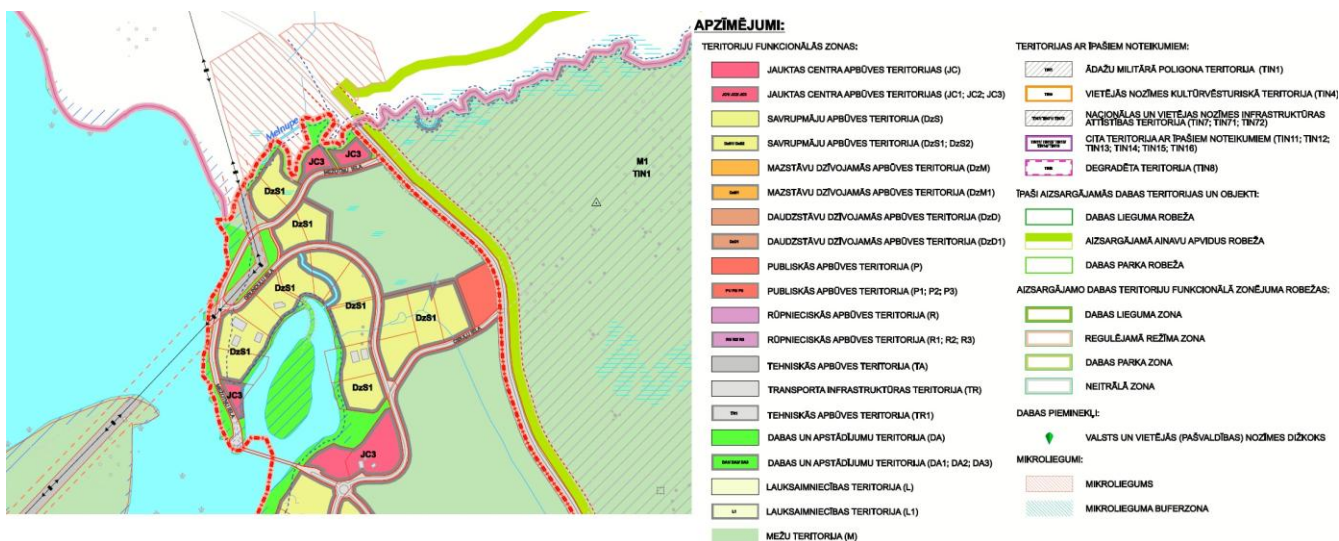 Melnupe
JC3
JC3
MEŽOTŅU IELA
DzS1
M1
TIN1
DzS1
DzS1
DzS1
DzS1
DzS1
DzS1
JC3
JC3
APZĪMĒJUMI:
TERITORIJU FUNKCIONĀLĀS ZONAS:
JAUKTAS CENTRA APBŪVES TERITORIJAS (JC)
JAUKTAS CENTRA APBŪVES TERITORIJAS (JC1; JC2; JC3)
SAVRUPMĀJU APBŪVES TERITORIJA (DzS)
SAVRUPMĀJU APBŪVES TERITORIJA (DzS1; DzS2)
MAZSTĀVU DZĪVOJAMĀS APBŪVES TERITORIJA (DzM)
MAZSTĀVU DZĪVOJAMĀS APBŪVES TERITORIJA (DzM1)
DAUDZSTĀVU DZĪVOJAMĀS APBŪVES TERITORIJA (DzD)
DAUDZSTĀVU DZĪVOJAMĀS APBŪVES TERITORIJA (DzD1)
PUBLISKĀS APBŪVES TERITORIJA (P)
PUBLISKĀS APBŪVES TERITORIJA (P1; P2; P3)
RŪPNIECISKĀS APBŪVES TERITORIJA (R)
RŪPNIECISKĀS APBŪVES TERITORIJA (R1; R2; R3)
TEHNISKĀS APBŪVES TERITORIJA (TA)
TRANSPORTA INFRASTRUKTŪRAS TERITORIJA (TR)
TEHNISKĀS APBŪVES TERITORIJA (TR1)
DABAS UN APSTĀDĪJUMU TERITORIJA (DA)
DABAS UN APSTĀDĪJUMU TERITORIJA (DA1; DA2; DA3)
LAUKSAIMNIECĪBAS TERITORIJA (L)
L1 LAUKSAIMNIECĪBAS TERITORIJA (L1)
MEŽU TERITORIJA (M)
TERITORIJAS AR ĪPAŠIEM NOTEIKUMIEM:
ĀDAŽU MILITĀRĀ POLIGONA TERITORIJA (TIN1)
VIETĒJĀS NOZĪMES KULTŪRVĒSTURISKĀ TERITORIJA (TIN4)
NACIONĀLAS UN VIETĒJĀS NOZĪMES INFRASTRUKTŪRAS
ATTĪSTĪBAS TERITORIJA (TIN7; TIN71; TIN72)
CITA TERITORIJA AR ĪPAŠIEM NOTEIKUMIEM (TIN11; TIN12;
TIN13; TIN14; TIN15; TIN16)
DEGRADĒTA TERITORIJA (TIN8)
ĪPAŠI AIZSARGĀJAMĀS DABAS TERITORIJAS UN OBJEKTI:
DABAS LIEGUMA ROBEŽA
AIZSARGĀJAMĀ AINAVU APVIDUS ROBEŽA
DABAS PARKA ROBEŽA
AIZSARGĀJAMO DABAS TERITORIJU FUNKCIONĀLĀ ZONĒJUMA ROBEŽAS:
DABAS LIEGUMA ZONA
REGULĒJAMĀ REŽĪMA ZONA
DABAS PARKA ZONA
NEITRĀLĀ ZONA
DABAS PIEMINEKĻI:
VALSTS UN VIETĒJĀS (PAŠVALDĪBAS) NOZĪMES DIŽKOKS
MIKROLIEGUMI:
MIKROLIEGUMS
MIKROLIEGUMA BUFERZONA